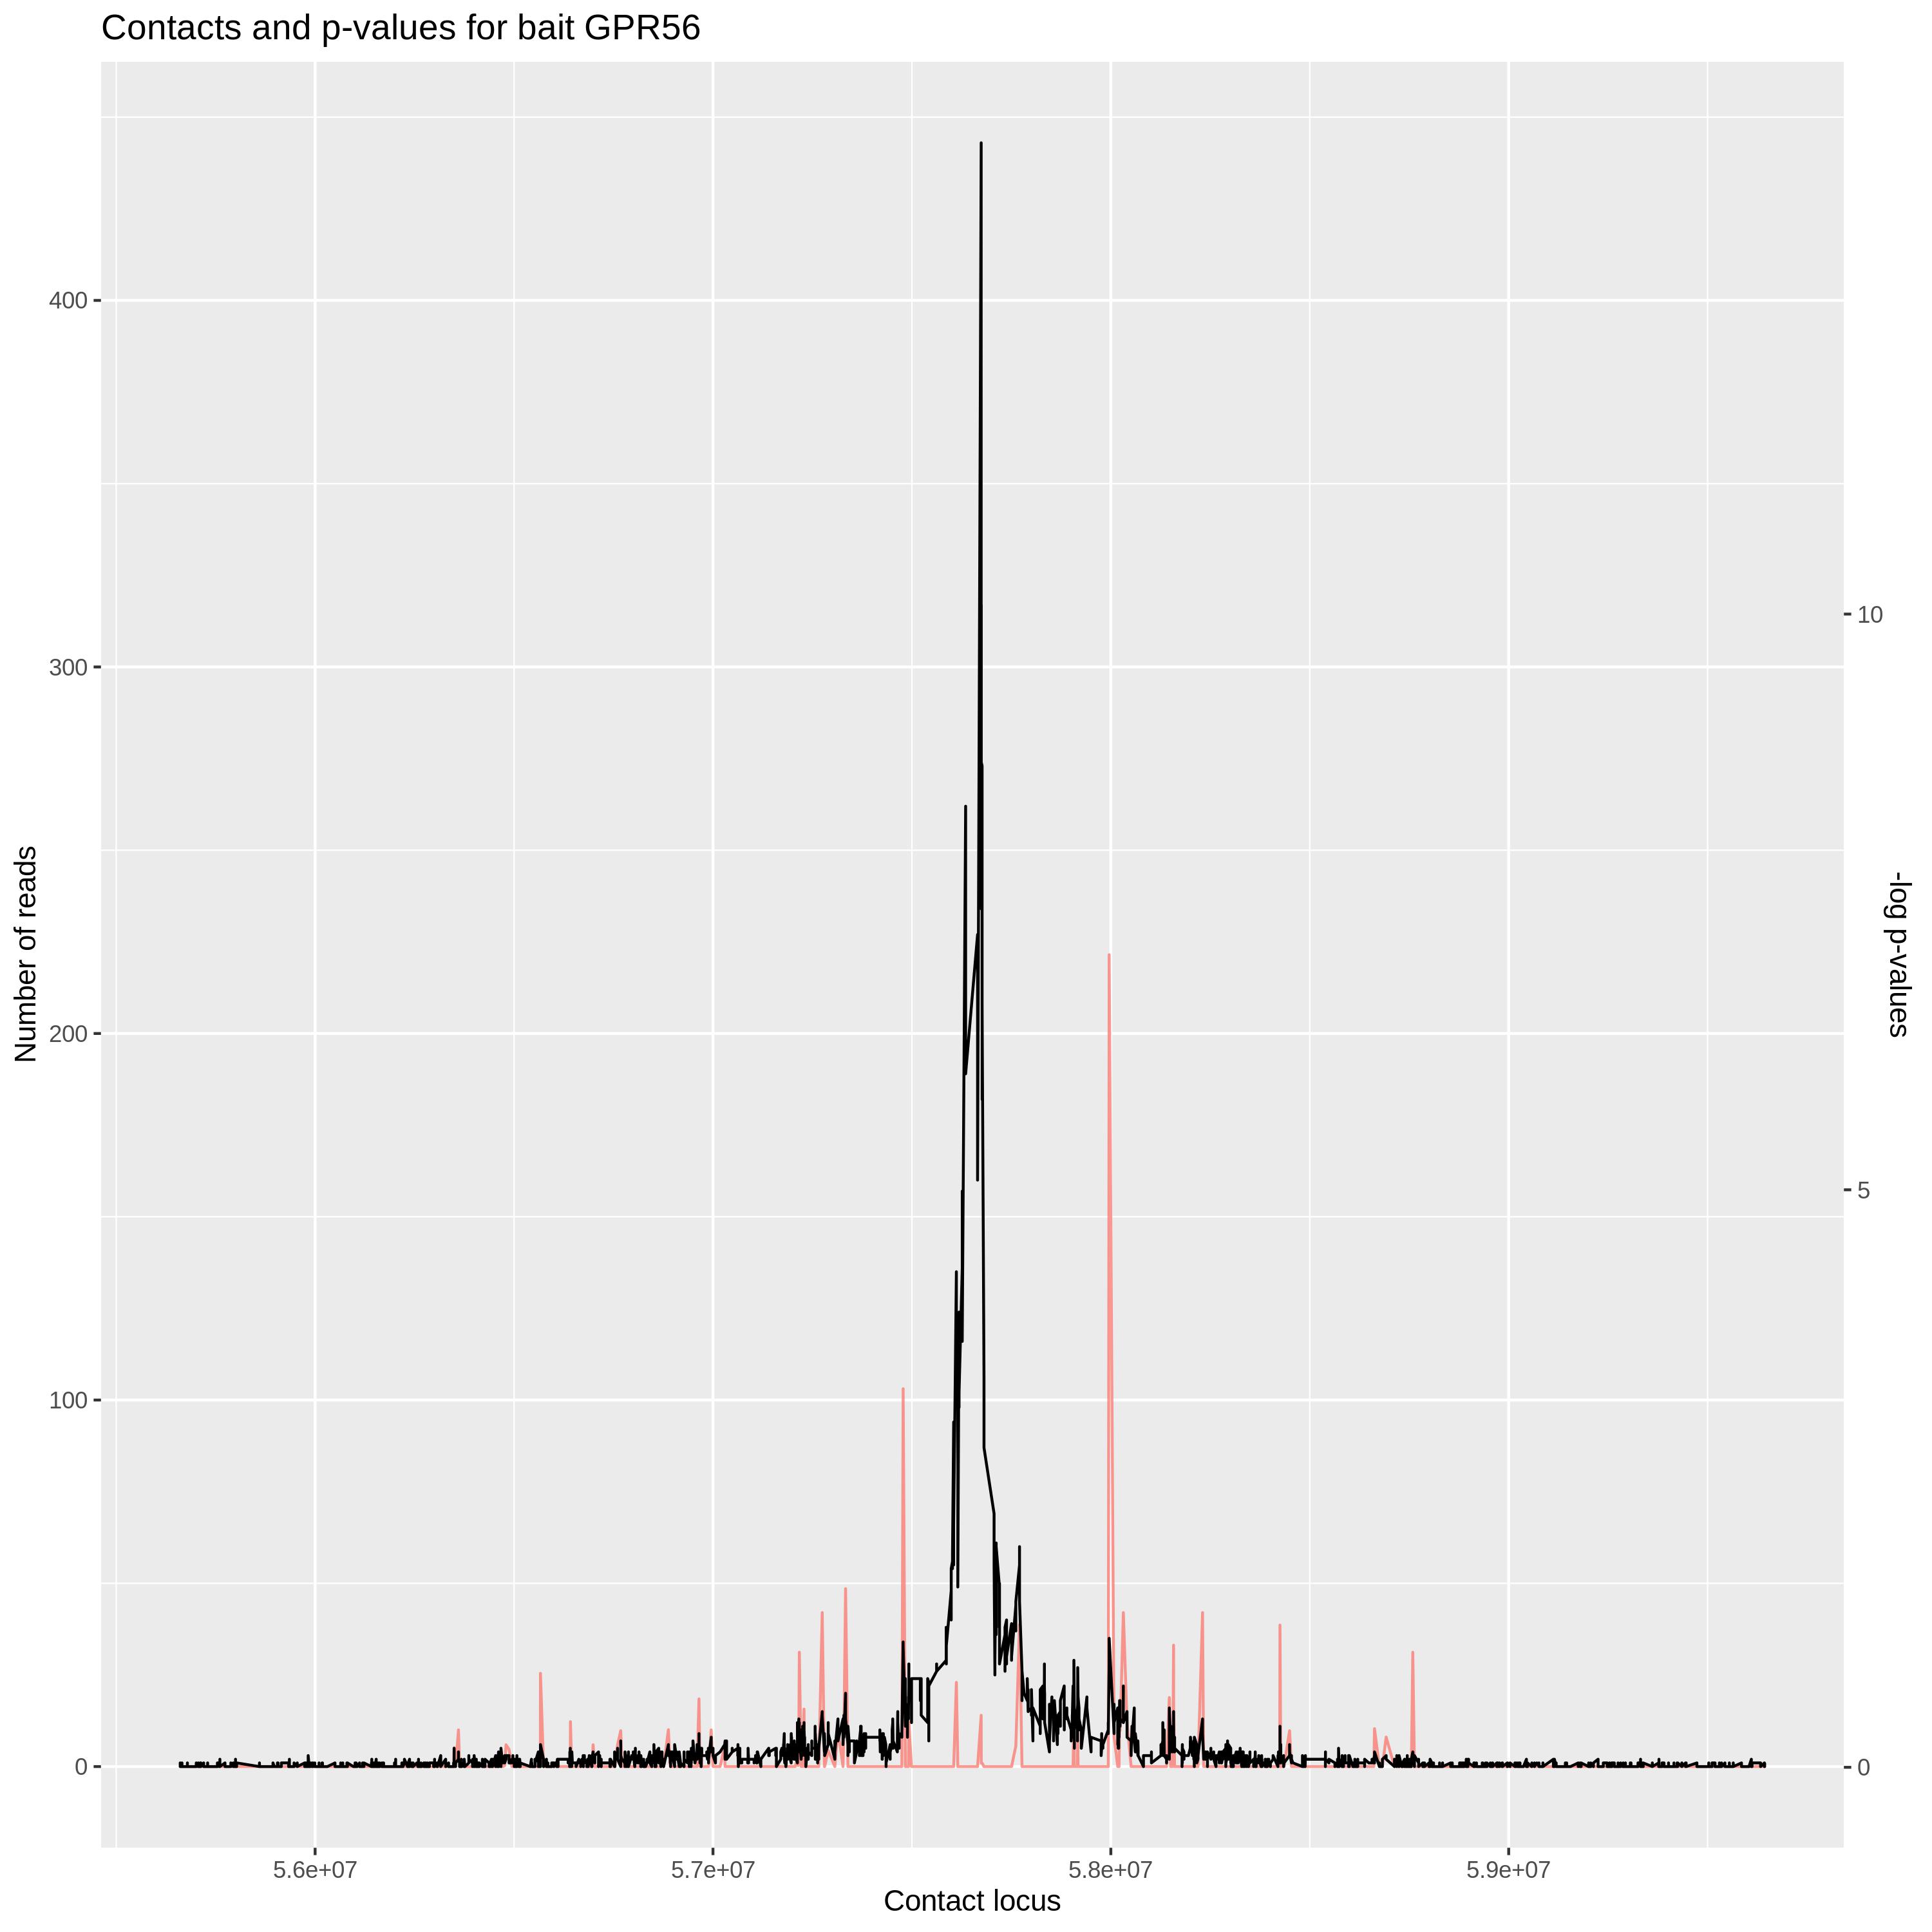 Contacts and p-values for bait GPR56
400
300
200
100
0
Number of reads
10
5
0
-log p-values
5.6e+07
5.7e+07
5.8e+07
5.9e+07
Contact locus